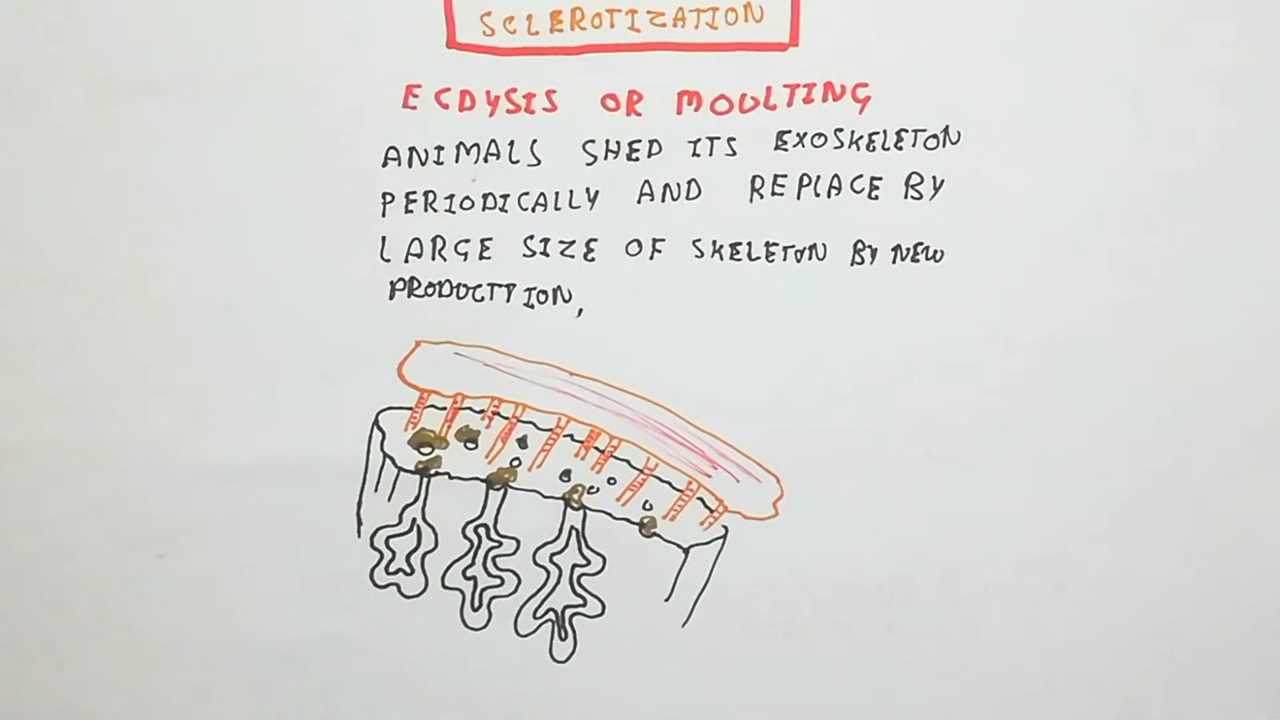 SCLEROTIZATION
ECDYSIS OR MOULTING
ANIMALS SHED ITS EXOSKELETON
PERIODICALLY AND REPLACE BY
LARGE SIZE OF SKELETON BY NEW
PRODUCTTION,